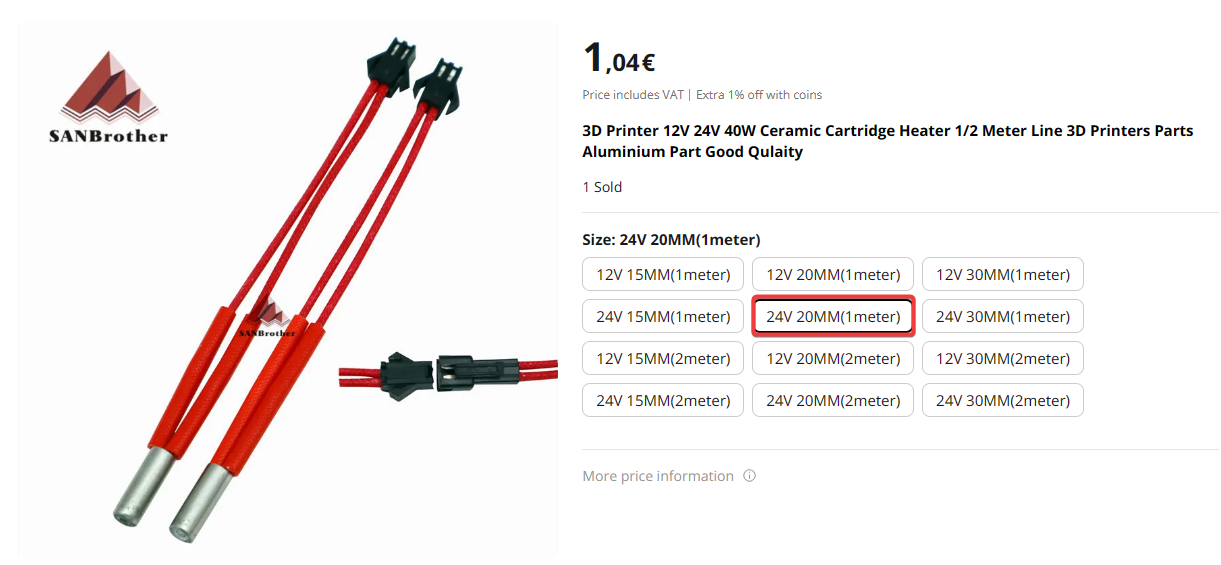 SANBrother
SANBrother
1,04€
Price includes VAT | Extra 1% off with coins
3D Printer 12V 24V 40W Ceramic Cartridge Heater 1/2 Meter Line 3D Printers Parts
Aluminium Part Good Qulaity
1 Sold
Size: 24V 20MM(1meter)
12V 15MM(1meter) 12V 20MM(1meter) 12V 30MM(1meter)
24V 15MM(1meter) 24V 20MM(1meter) 24V 30MM(1meter)
12V 15MM(2meter) 12V 20MM(2meter) 12V 30MM(2meter)
24V 15MM(2meter) 24V 20MM(2meter) 24V 30MM(2meter)
More price information